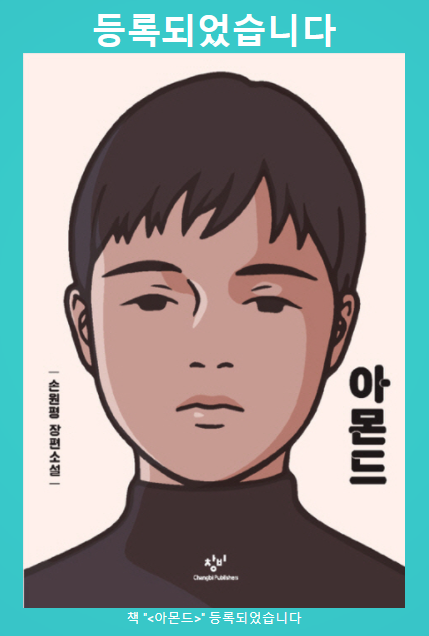 등록되었습니다
아몬드
손원평 장편소설
창비
Changbi Publishers
책 "<아몬드>" 등록되었습니다